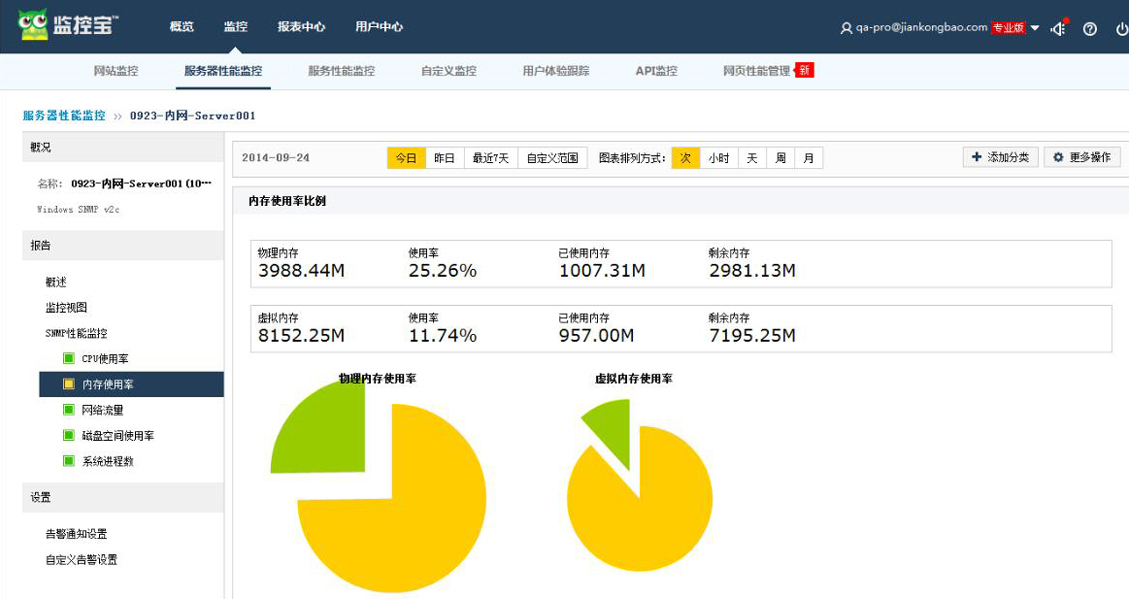 监控宝™ 概览 监控 报表中心 用户中心 qa-pro@jiankongbao.com 专业版
网站监控 服务器性能监控 服务性能监控 自定义监控 用户体验跟踪 API监控 网页性能管理 新
服务器性能监控 » 0923-内网-Server001
概况
名称: 0923-内网-Server001 (10···
Windows SNMP v2c
报告
概述
监控视图
SNMP性能监控
CPU使用率
内存使用率
网络流量
磁盘空间使用率
系统进程数
设置
告警通知设置
自定义告警设置
2014-09-24 今日 昨日 最近7天 自定义范围 图表排列方式: 次 小时 天 周 月 添加分类 更多操作
内存使用率比例
物理内存 使用率 已使用内存 剩余内存
3988.44M 25.26% 1007.31M 2981.13M
虚拟内存 使用率 已使用内存 剩余内存
8152.25M 11.74% 957.00M 7195.25M
物理内存使用率 虚拟内存使用率